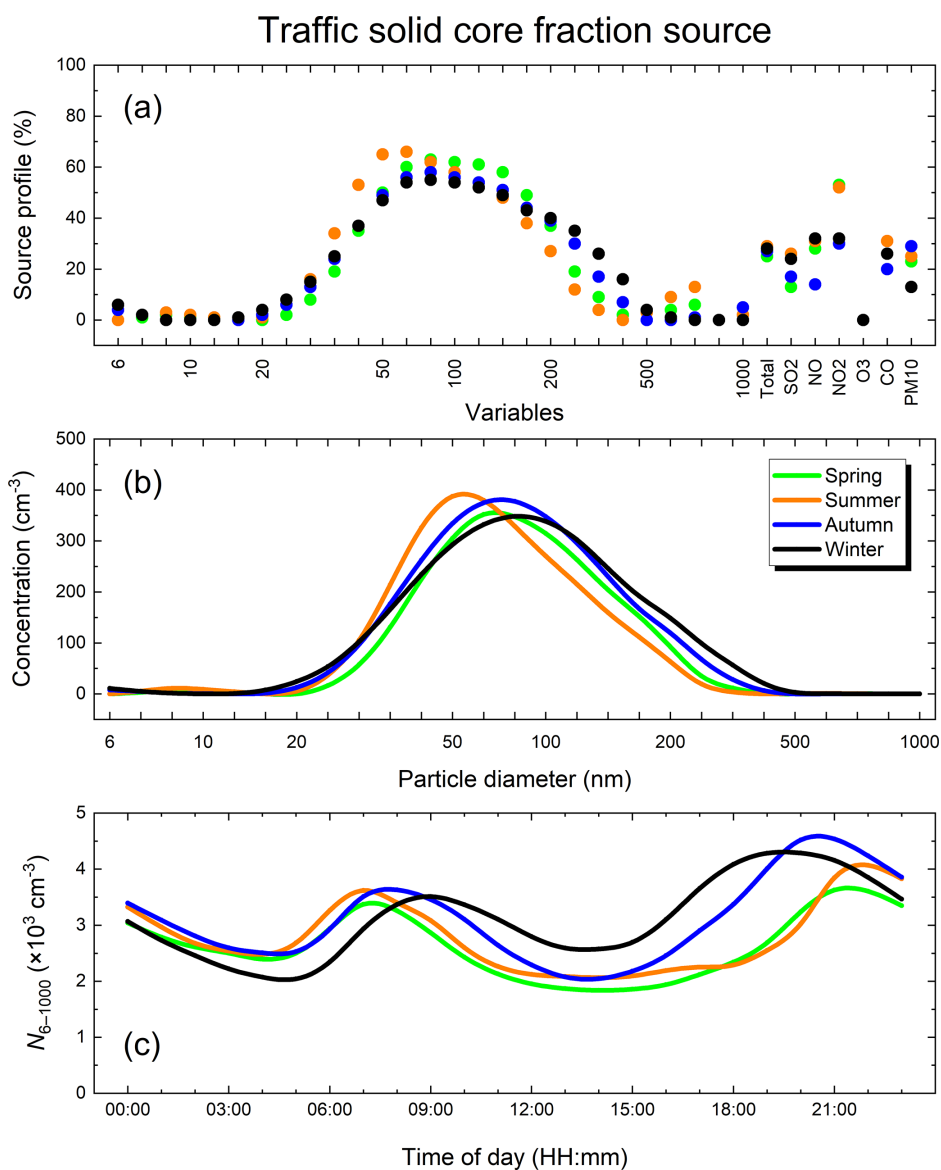 Traffic solid core fraction source
(a)
Source profile (%)
100
80
60
40
20
0
6 10 20 50 100 200 500 1000 Total SO2 NO NO2 O3 CO PM10
Variables
(b)
Concentration (cm⁻³)
500
400
300
200
100
0
Spring
Summer
Autumn
Winter
6 10 20 50 100 200 500 1000
Particle diameter (nm)
N₆₋₁₀₀₀ (×10³ cm⁻³)
5
4
3
2
1
0
(c)
00:00 03:00 06:00 09:00 12:00 15:00 18:00 21:00
Time of day (HH:mm)